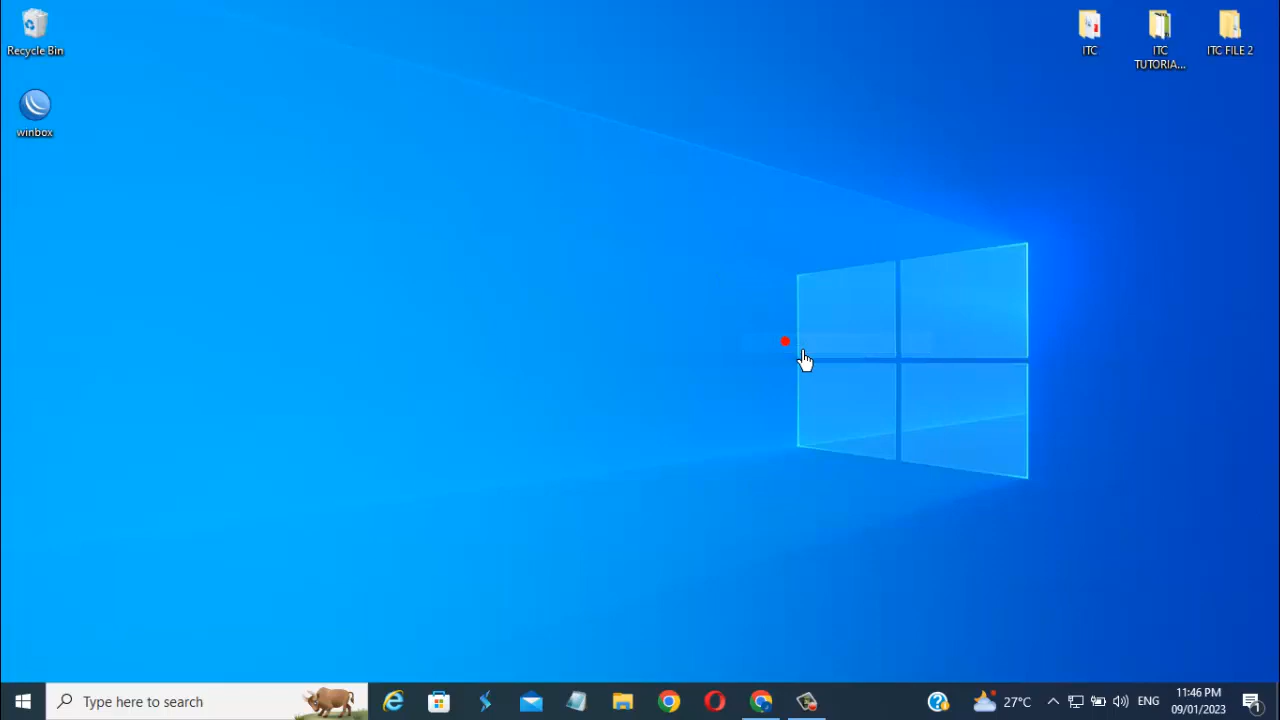 Recycle Bin
winbox
ITC
ITC
TUTORIA...
ITC FILE 2
Type here to search
27°C
ENG
11:46 PM
09/01/2023
1